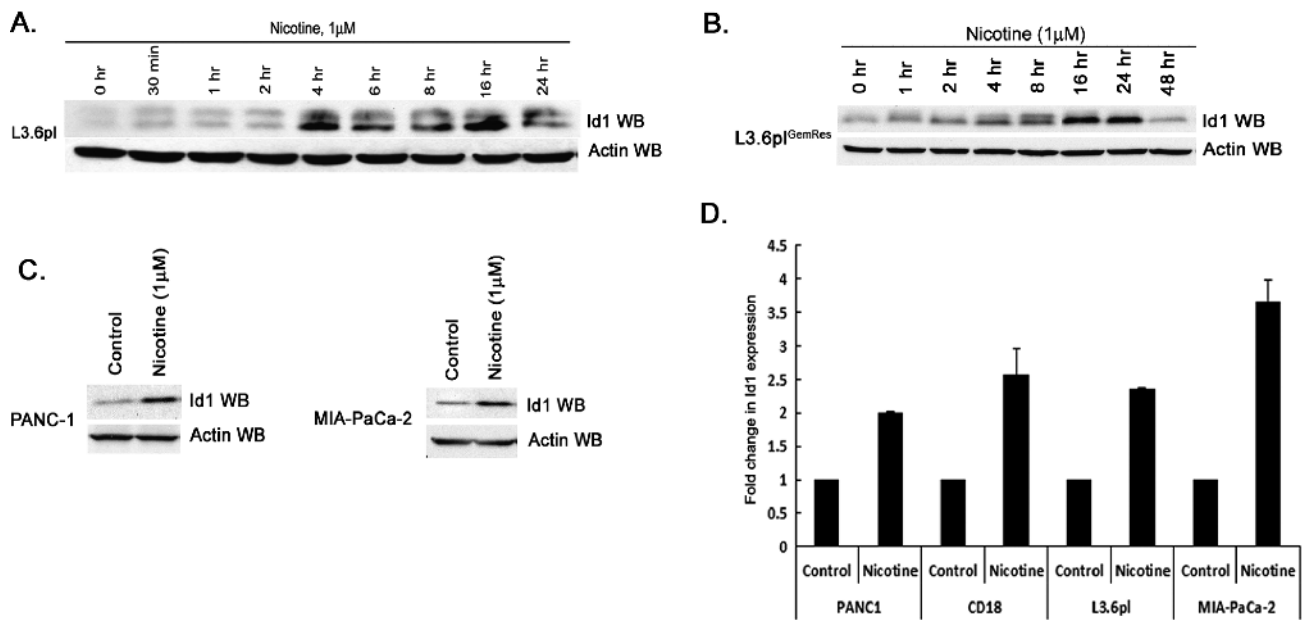 A.
Nicotine, 1μM
0 hr 30 min 1 hr 2 hr 4 hr 6 hr 8 hr 16 hr 24 hr
L3.6pl
Id1 WB
Actin WB
B.
Nicotine (1μM)
0 hr 1 hr 2 hr 4 hr 8 hr 16 hr 24 hr 48 hr
L3.6pl^GemRes
Id1 WB
Actin WB
C.
Control Nicotine (1μM)
PANC-1
Id1 WB
Actin WB
Control Nicotine (1μM)
MIA-PaCa-2
Id1 WB
Actin WB
D.
Fold change in Id1 expression
4.5
4
3.5
3
2.5
2
1
0.5
0
Control Nicotine Control Nicotine Control Nicotine Control Nicotine
PANC1 CD18 L3.6pl MIA-PaCa-2